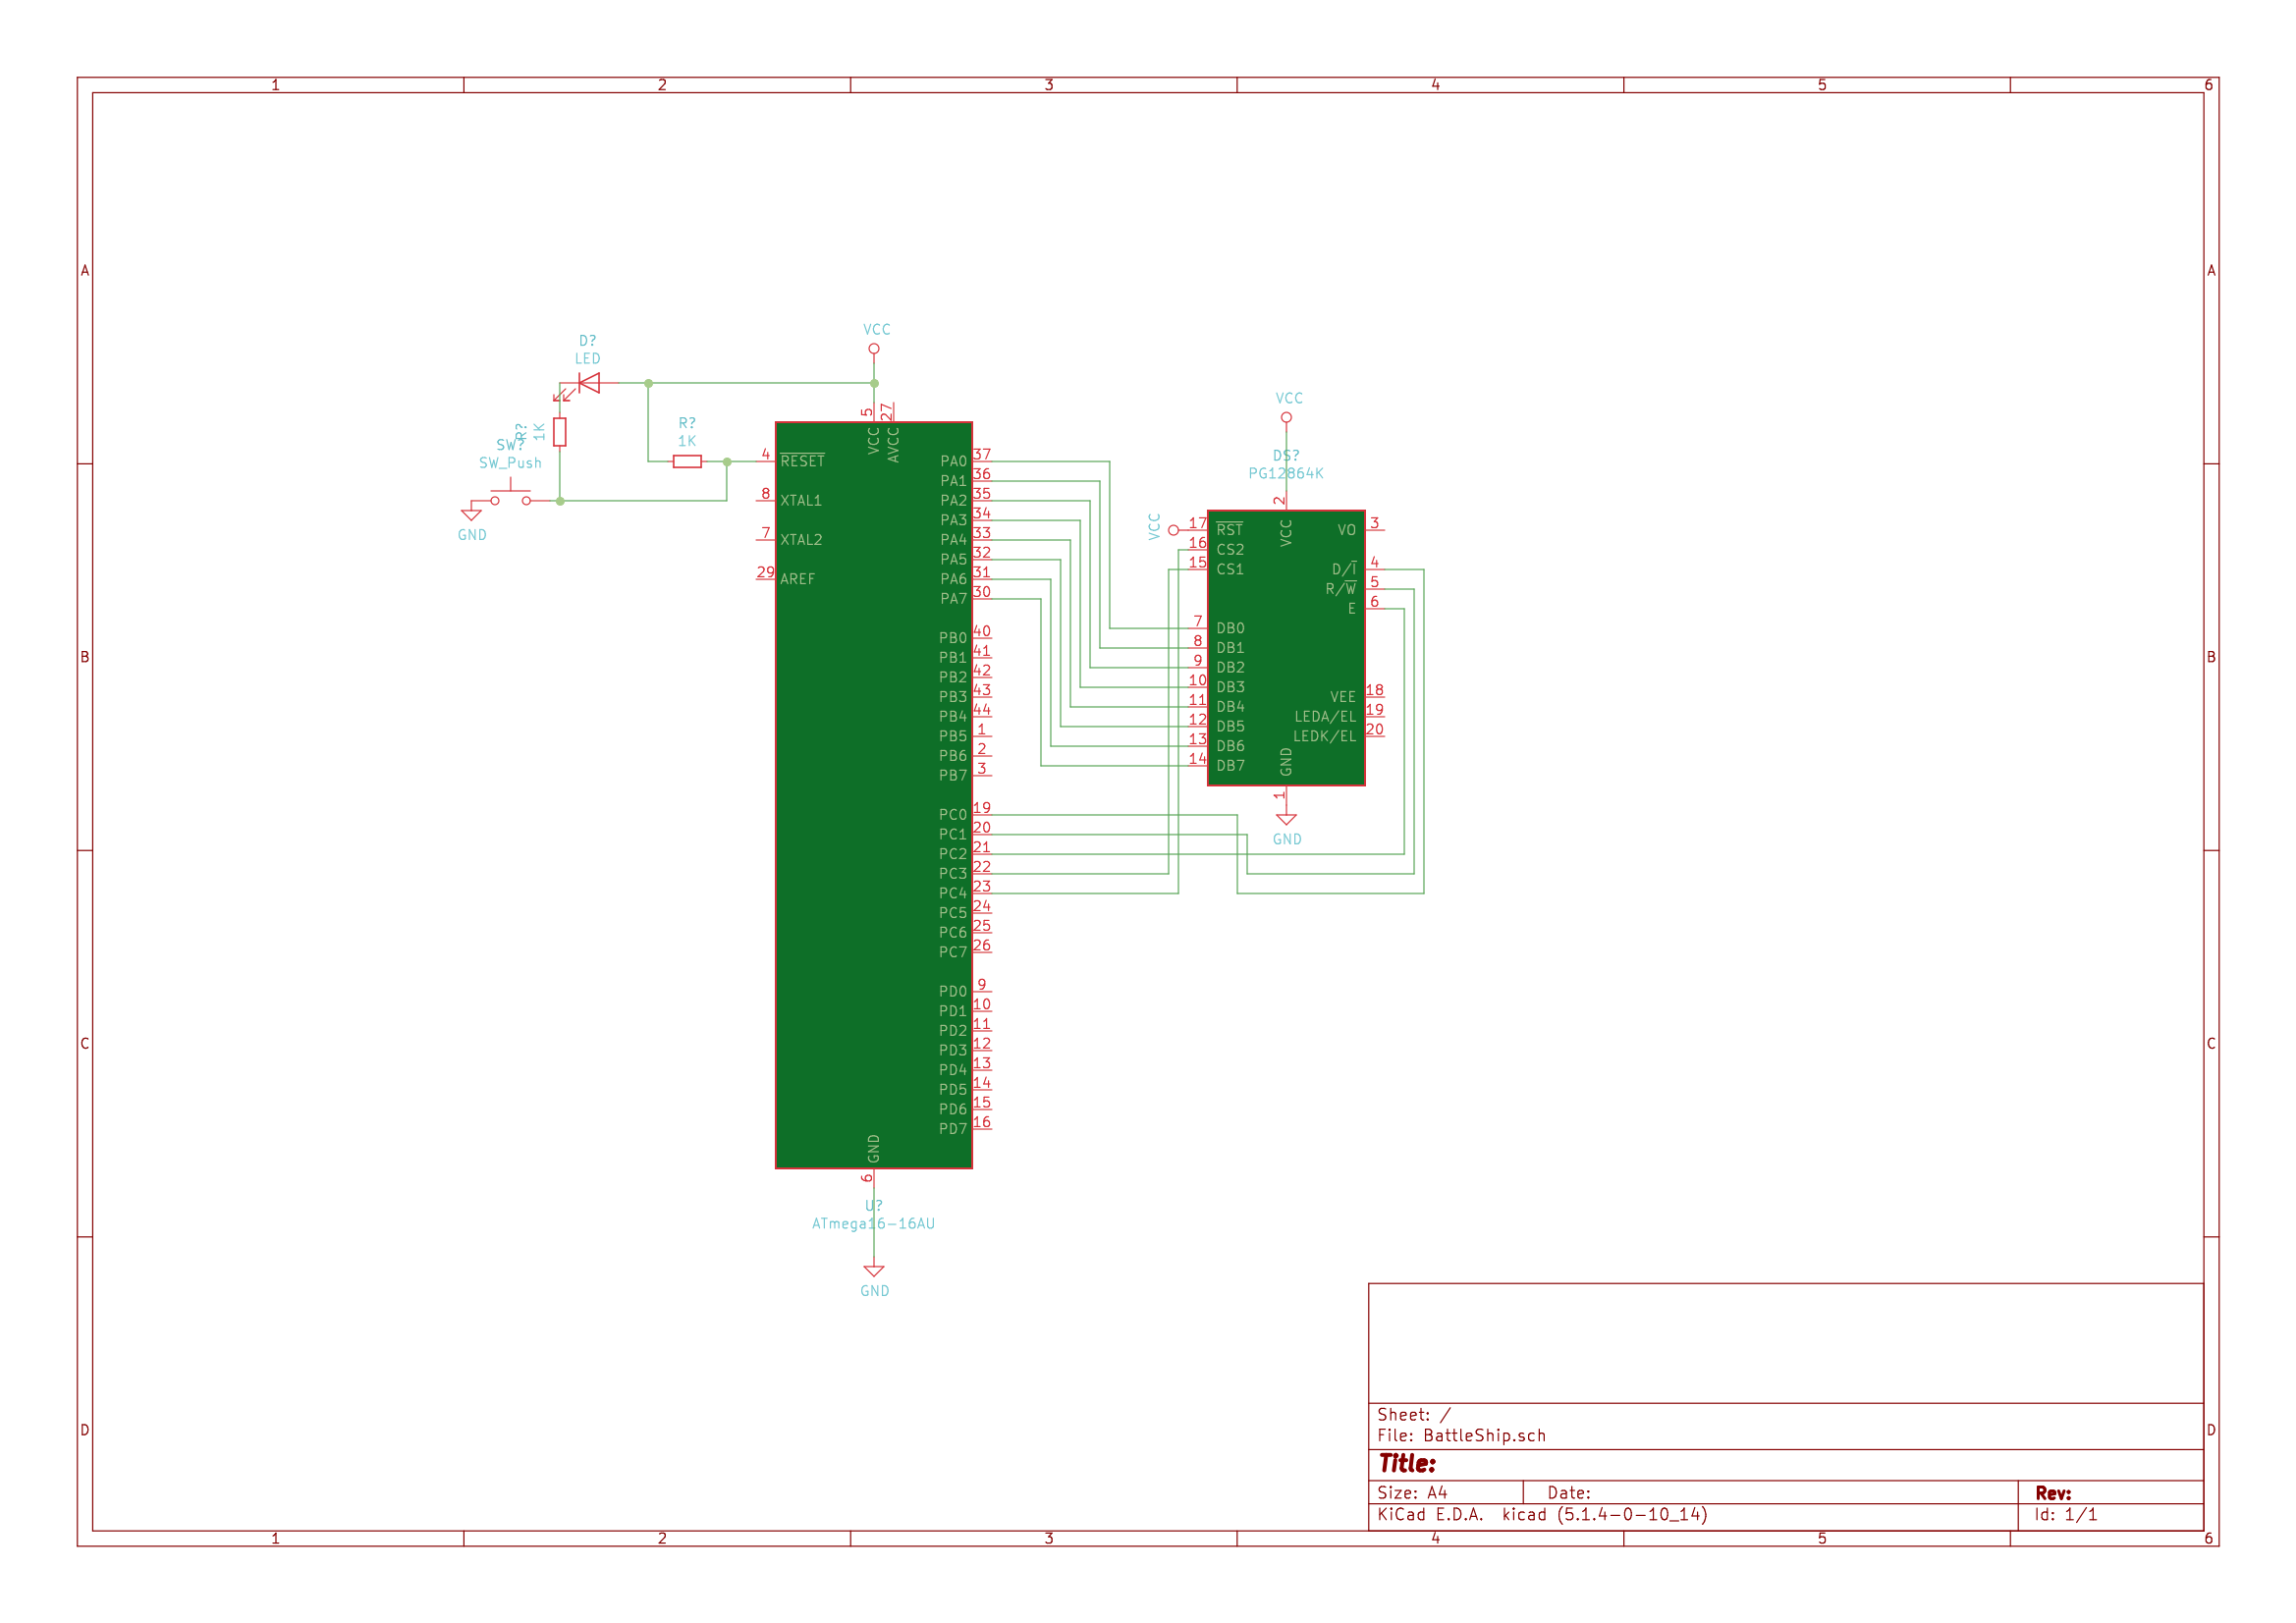 1 2 3 4 5 6
A A
B B
C C
D D
1 2 3 4 5 6
D?
LED
R?
1K
SW?
SW_Push
GND
R?
1K
VCC
5 27
VCC AVCC
4 RESET
8 XTAL1
7 XTAL2
29 AREF
PA0 37
PA1 36
PA2 35
PA3 34
PA4 33
PA5 32
PA6 31
PA7 30
PB0 40
PB1 41
PB2 42
PB3 43
PB4 44
PB5 1
PB6 2
PB7 3
PC0 19
PC1 20
PC2 21
PC3 22
PC4 23
PC5 24
PC6 25
PC7 26
PD0 9
PD1 10
PD2 11
PD3 12
PD4 13
PD5 14
PD6 15
PD7 16
GND
6
U?
ATmega16-16AU
GND
VCC
DS?
PG12864K
2
VCC
VCC
17 RST
16 CS2
15 CS1
7 DB0
8 DB1
9 DB2
10 DB3
11 DB4
12 DB5
13 DB6
14 DB7
VO 3
D/I 4
R/W 5
E 6
VEE 18
LEDA/EL 19
LEDK/EL 20
GND
1
GND
Sheet: /
File: BattleShip.sch
Title:
Size: A4 Date: Rev:
KiCad E.D.A. kicad (5.1.4-0-10_14) Id: 1/1